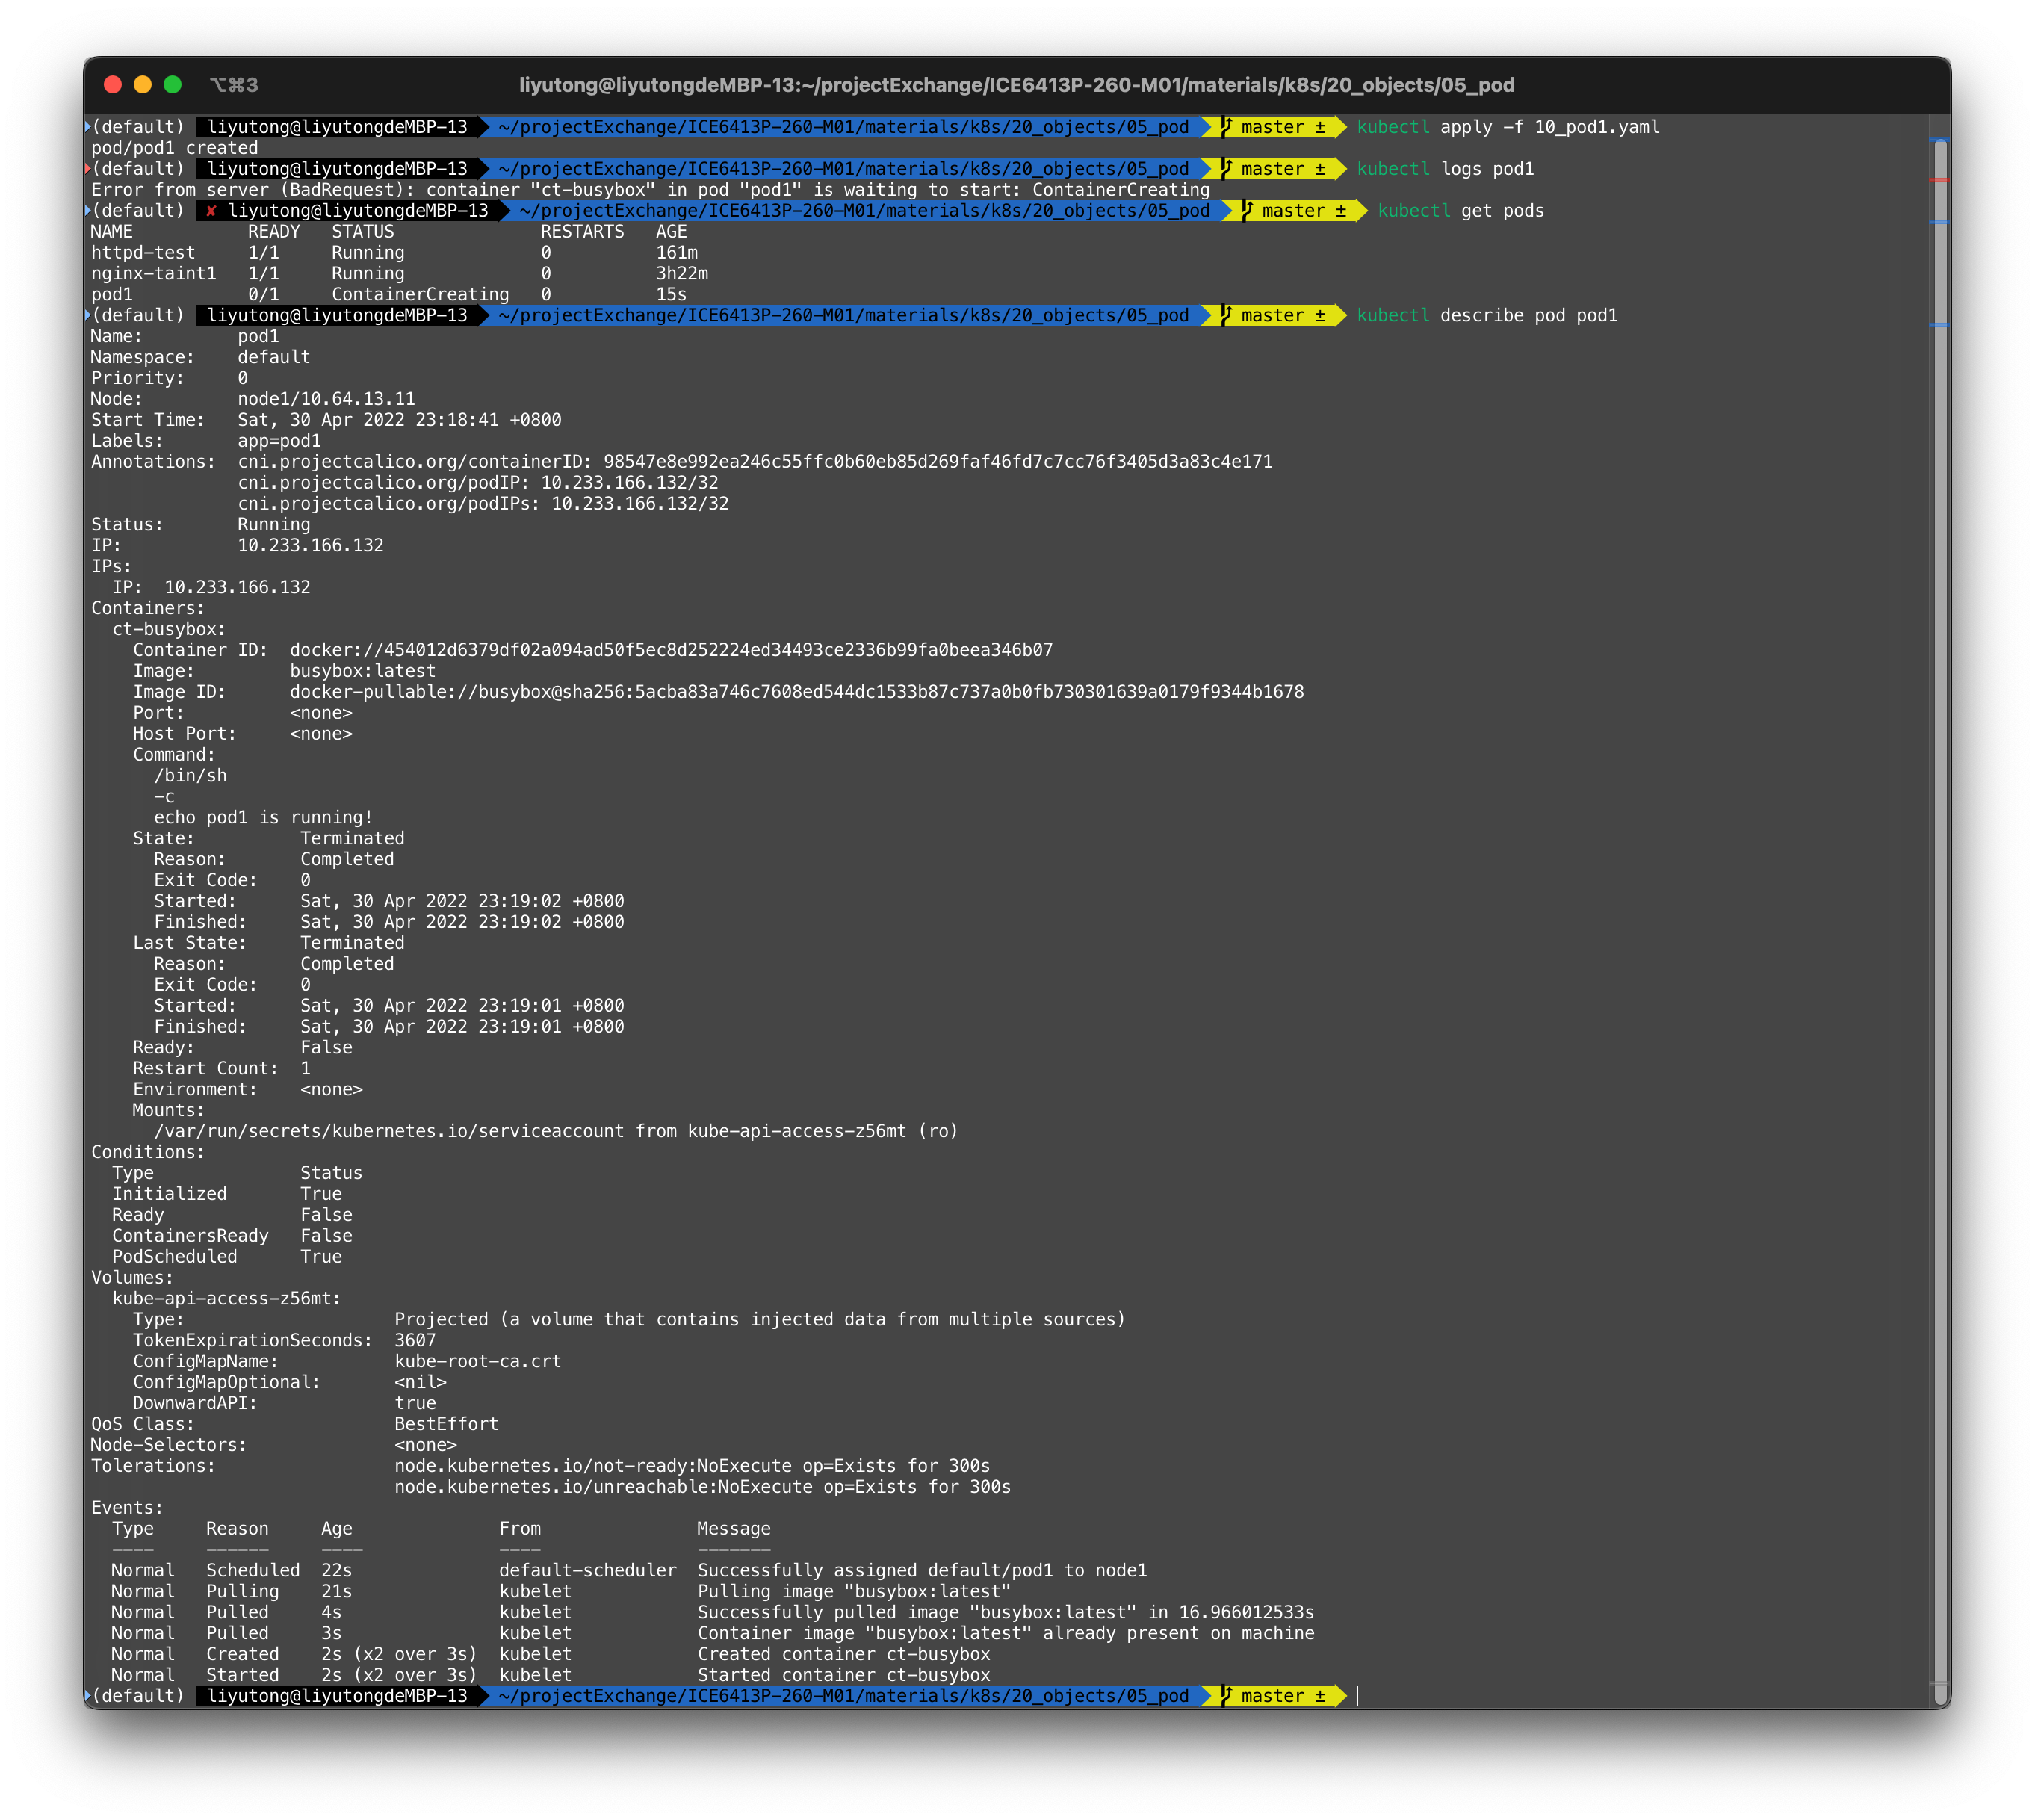 ⌥⌘3 liyutong@liyutongdeMBP-13:~/projectExchange/ICE6413P-260-M01/materials/k8s/20_objects/05_pod
(default) liyutong@liyutongdeMBP-13 ~/projectExchange/ICE6413P-260-M01/materials/k8s/20_objects/05_pod master ± kubectl apply -f 10_pod1.yaml
pod/pod1 created
(default) liyutong@liyutongdeMBP-13 ~/projectExchange/ICE6413P-260-M01/materials/k8s/20_objects/05_pod master ± kubectl logs pod1
Error from server (BadRequest): container "ct-busybox" in pod "pod1" is waiting to start: ContainerCreating
(default) ✘ liyutong@liyutongdeMBP-13 ~/projectExchange/ICE6413P-260-M01/materials/k8s/20_objects/05_pod master ± kubectl get pods
NAME READY STATUS RESTARTS AGE
httpd-test 1/1 Running 0 161m
nginx-taint1 1/1 Running 0 3h22m
pod1 0/1 ContainerCreating 0 15s
(default) liyutong@liyutongdeMBP-13 ~/projectExchange/ICE6413P-260-M01/materials/k8s/20_objects/05_pod master ± kubectl describe pod pod1
Name: pod1
Namespace: default
Priority: 0
Node: node1/10.64.13.11
Start Time: Sat, 30 Apr 2022 23:18:41 +0800
Labels: app=pod1
Annotations: cni.projectcalico.org/containerID: 98547e8e992ea246c55ffc0b60eb85d269faf46fd7c7cc76f3405d3a83c4e171
cni.projectcalico.org/podIP: 10.233.166.132/32
cni.projectcalico.org/podIPs: 10.233.166.132/32
Status: Running
IP: 10.233.166.132
IPs:
IP: 10.233.166.132
Containers:
ct-busybox:
Container ID: docker://454012d6379df02a094ad50f5ec8d252224ed34493ce2336b99fa0beea346b07
Image: busybox:latest
Image ID: docker-pullable://busybox@sha256:5acba83a746c7608ed544dc1533b87c737a0b0fb730301639a0179f9344b1678
Port: <none>
Host Port: <none>
Command:
/bin/sh
-c
echo pod1 is running!
State: Terminated
Reason: Completed
Exit Code: 0
Started: Sat, 30 Apr 2022 23:19:02 +0800
Finished: Sat, 30 Apr 2022 23:19:02 +0800
Last State: Terminated
Reason: Completed
Exit Code: 0
Started: Sat, 30 Apr 2022 23:19:01 +0800
Finished: Sat, 30 Apr 2022 23:19:01 +0800
Ready: False
Restart Count: 1
Environment: <none>
Mounts:
/var/run/secrets/kubernetes.io/serviceaccount from kube-api-access-z56mt (ro)
Conditions:
Type Status
Initialized True
Ready False
ContainersReady False
PodScheduled True
Volumes:
kube-api-access-z56mt:
Type: Projected (a volume that contains injected data from multiple sources)
TokenExpirationSeconds: 3607
ConfigMapName: kube-root-ca.crt
ConfigMapOptional: <nil>
DownwardAPI: true
QoS Class: BestEffort
Node-Selectors: <none>
Tolerations: node.kubernetes.io/not-ready:NoExecute op=Exists for 300s
node.kubernetes.io/unreachable:NoExecute op=Exists for 300s
Events:
Type Reason Age From Message
---- ------ ---- ---- -------
Normal Scheduled 22s default-scheduler Successfully assigned default/pod1 to node1
Normal Pulling 21s kubelet Pulling image "busybox:latest"
Normal Pulled 4s kubelet Successfully pulled image "busybox:latest" in 16.966012533s
Normal Pulled 3s kubelet Container image "busybox:latest" already present on machine
Normal Created 2s (x2 over 3s) kubelet Created container ct-busybox
Normal Started 2s (x2 over 3s) kubelet Started container ct-busybox
(default) liyutong@liyutongdeMBP-13 ~/projectExchange/ICE6413P-260-M01/materials/k8s/20_objects/05_pod master ±